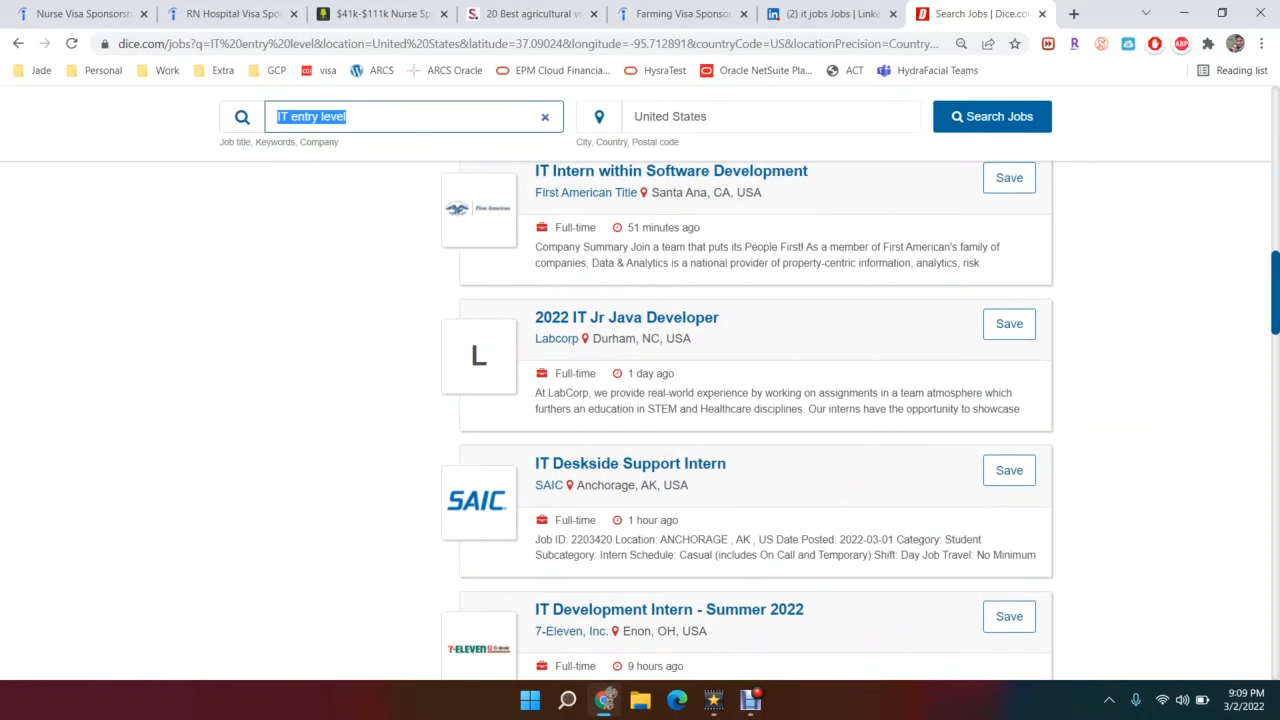 Nurse Visa Sponsorsh
RN Hospital Visa Spo
$41k-$111k Work Sp
20 Best agricultural vi
Farming Visa Sponso
(2) it jobs Jobs | Linke
Search Jobs | Dice.co
dice.com/jobs?q=IT%20entry%20level&location=United%20States&latitude=37.09024&longitude=-95.712891&countryCode=US&locationPrecision=Country...
Jade
Personal
Work
Extra
GCP
visa
ARCS
ARCS Oracle
EPM Cloud Financia...
HysraTest
Oracle NetSuite Pla...
ACT
HydraFacial Teams
Reading list
IT entry level
United States
Search Jobs
Job title, Keywords, Company
City, Country, Postal code
IT Intern within Software Development
Save
First American Title Santa Ana, CA, USA
First American
Full-time 51 minutes ago
Company Summary Join a team that puts its People First! As a member of First American's family of
companies, Data & Analytics is a national provider of property-centric information, analytics, risk
2022 IT Jr Java Developer
Save
Labcorp Durham, NC, USA
L
Full-time 1 day ago
At LabCorp, we provide real-world experience by working on assignments in a team atmosphere which
furthers an education in STEM and Healthcare disciplines. Our interns have the opportunity to showcase
IT Deskside Support Intern
Save
SAIC Anchorage, AK, USA
SAIC
Full-time 1 hour ago
Job ID: 2203420 Location: ANCHORAGE , AK , US Date Posted: 2022-03-01 Category: Student
Subcategory: Intern Schedule: Casual (includes On Call and Temporary) Shift: Day Job Travel: No Minimum
IT Development Intern - Summer 2022
Save
7-Eleven, Inc. Enon, OH, USA
7-ELEVEN
Full-time 9 hours ago
9:09 PM
3/2/2022